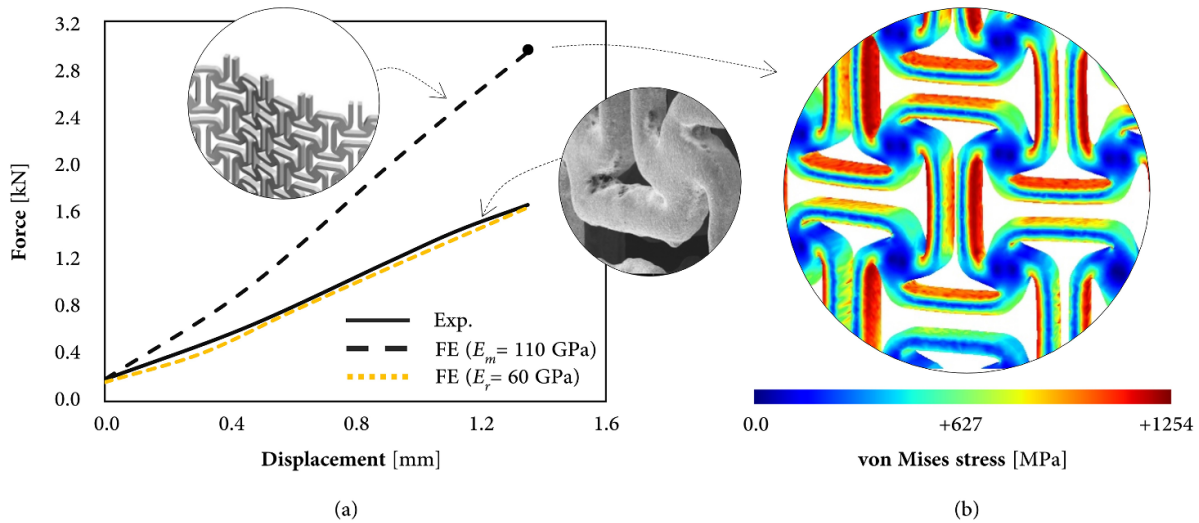 3.2
2.8
2.4
2.0
1.6
1.2
0.8
0.4
0.0
Force [kN]
Exp.
FE (E_m= 110 GPa)
FE (E_r= 60 GPa)
0.0 0.4 0.8 1.2 1.6
Displacement [mm]
(a)
0.0 +627 +1254
von Mises stress [MPa]
(b)